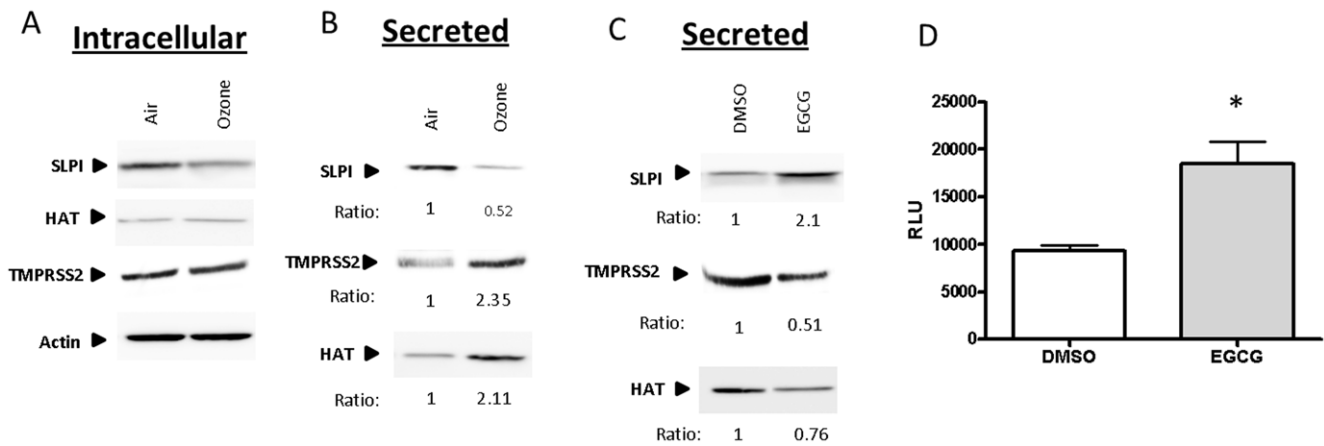 A
Intracellular
Air
Ozone
SLPI
HAT
TMPRSS2
Actin
B
Secreted
Air
Ozone
SLPI
Ratio: 1 0.52
TMPRSS2
Ratio: 1 2.35
HAT
Ratio: 1 2.11
C
Secreted
DMSO
EGCG
SLPI
Ratio: 1 2.1
TMPRSS2
Ratio: 1 0.51
HAT
Ratio: 1 0.76
D
RLU
25000
20000
15000
10000
5000
0
*
DMSO
EGCG